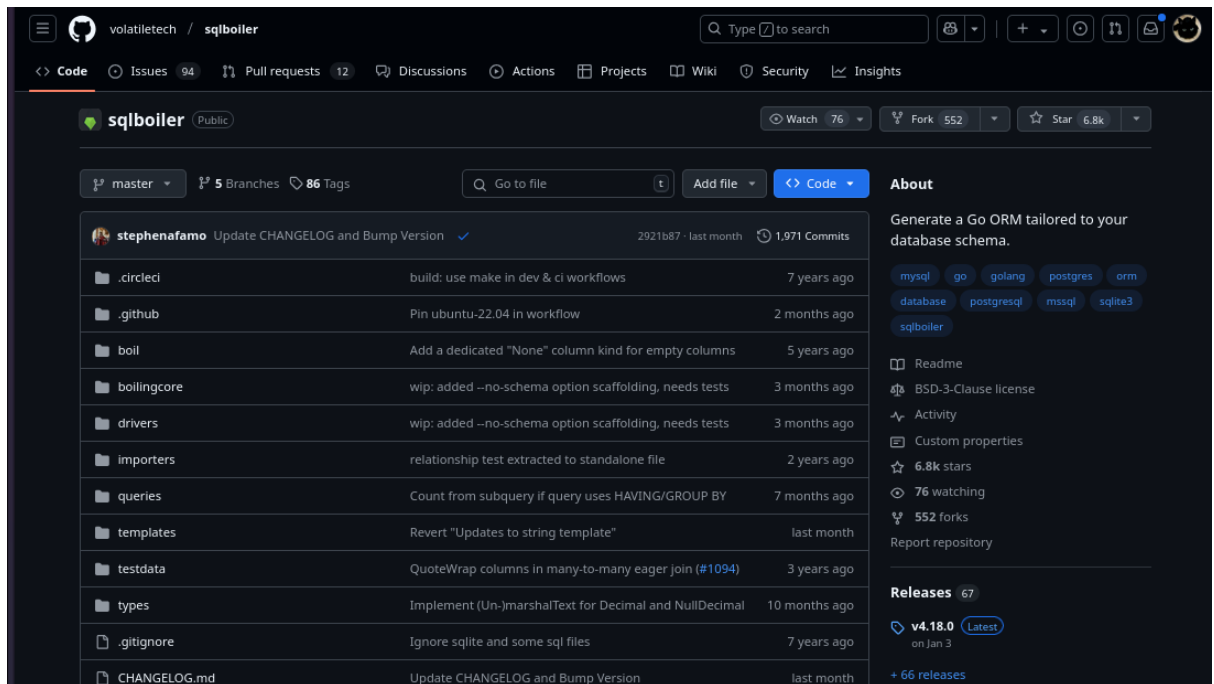 volatiletech / sqlboiler
Type / to search
<> Code
Issues 94
Pull requests 12
Discussions
Actions
Projects
Wiki
Security
Insights
sqlboiler Public
Watch 76
Fork 552
Star 6.8k
master
5 Branches
86 Tags
Go to file t
Add file
<> Code
stephenafamo Update CHANGELOG and Bump Version 2921b87 · last month 1,971 Commits
.circleci build: use make in dev & ci workflows 7 years ago
.github Pin ubuntu-22.04 in workflow 2 months ago
boil Add a dedicated "None" column kind for empty columns 5 years ago
boilingcore wip: added --no-schema option scaffolding, needs tests 3 months ago
drivers wip: added --no-schema option scaffolding, needs tests 3 months ago
importers relationship test extracted to standalone file 2 years ago
queries Count from subquery if query uses HAVING/GROUP BY 7 months ago
templates Revert "Updates to string template" last month
testdata QuoteWrap columns in many-to-many eager join (#1094) 3 years ago
types Implement (Un-)marshalText for Decimal and NullDecimal 10 months ago
.gitignore Ignore sqlite and some sql files 7 years ago
CHANGELOG.md Update CHANGELOG and Bump Version last month
About
Generate a Go ORM tailored to your
database schema.
mysql go golang postgres orm
database postgresql mssql sqlite3
sqlboiler
Readme
BSD-3-Clause license
Activity
Custom properties
6.8k stars
76 watching
552 forks
Report repository
Releases 67
v4.18.0 Latest
on Jan 3
+ 66 releases